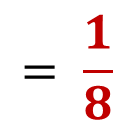 = 1/8